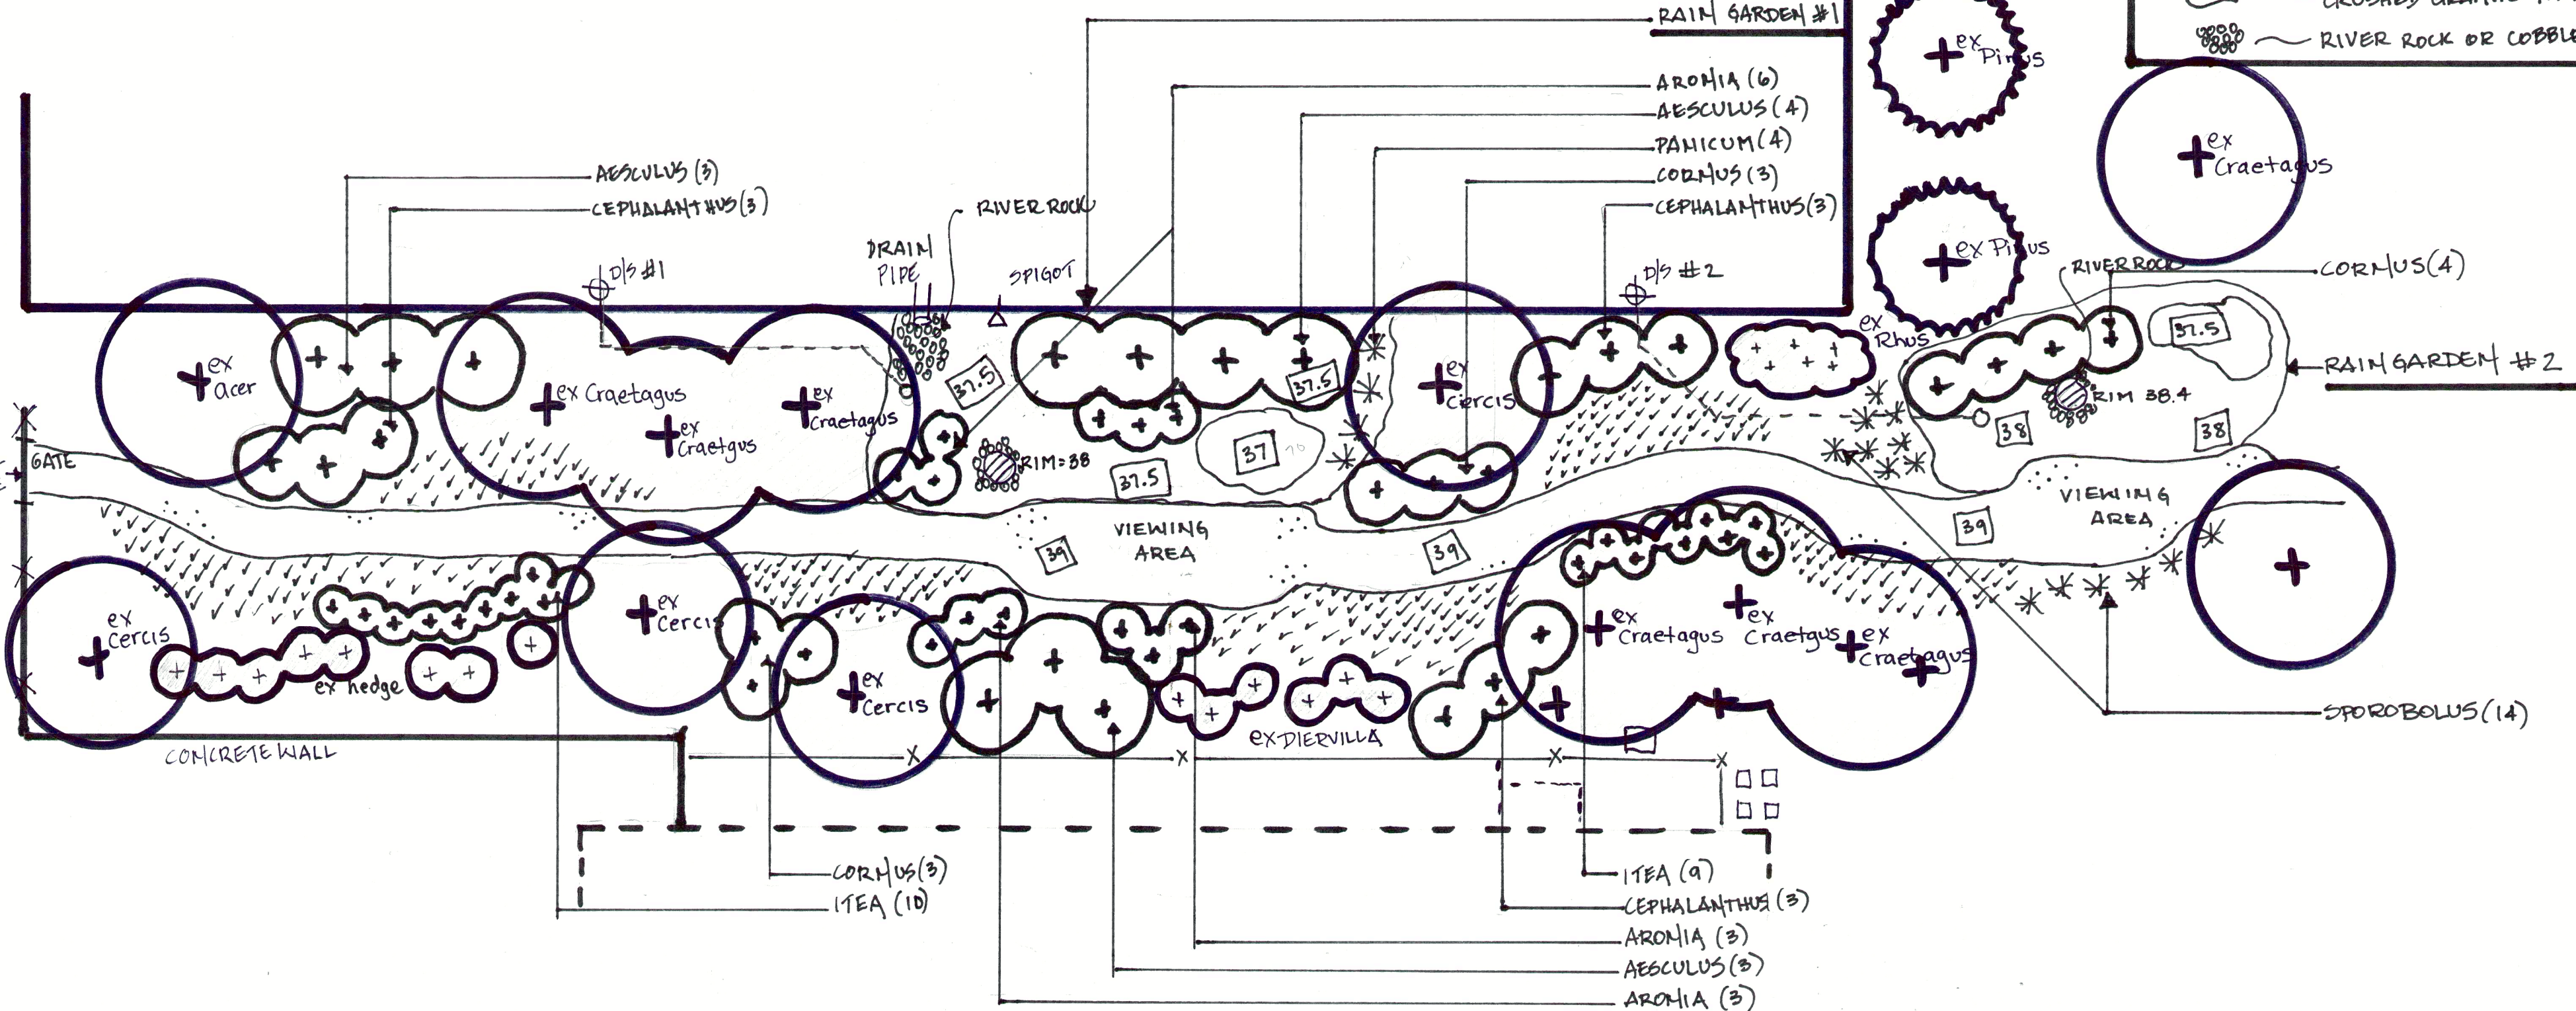 RAIN GARDEN #1
RIVER ROCK OR COBBLE
ex
Pinus
ARONIA (6)
AESCULUS (4)
PANICUM (4)
CORNUS (3)
CEPHALANTHUS (3)
ex
Craetagus
AESCULUS (3)
CEPHALANTHUS (3)
RIVER ROCK
DRAIN
PIPE
SPIGOT
D/S #1
D/S #2
ex Pinus
RIVER ROCK
CORNUS (4)
ex
acer
ex Craetagus
ex
Craetgus
ex
Craetagus
37.5
37.5
ex
Cercis
ex
Rhus
37.5
RAIN GARDEN #2
RIM 38.4
38
38
GATE
RIM=38
37.5
37
VIEWING
AREA
39
39
39
VIEWING
AREA
ex
Cercis
ex hedge
ex
Cercis
ex
Cercis
ex
Craetagus
ex
Craetgus
ex
Craetagus
ex DIERVILLA
SPOROBOLUS (14)
CONCRETE WALL
CORNUS (3)
ITEA (10)
ITEA (9)
CEPHALANTHUS (3)
ARONIA (3)
AESCULUS (3)
ARONIA (3)